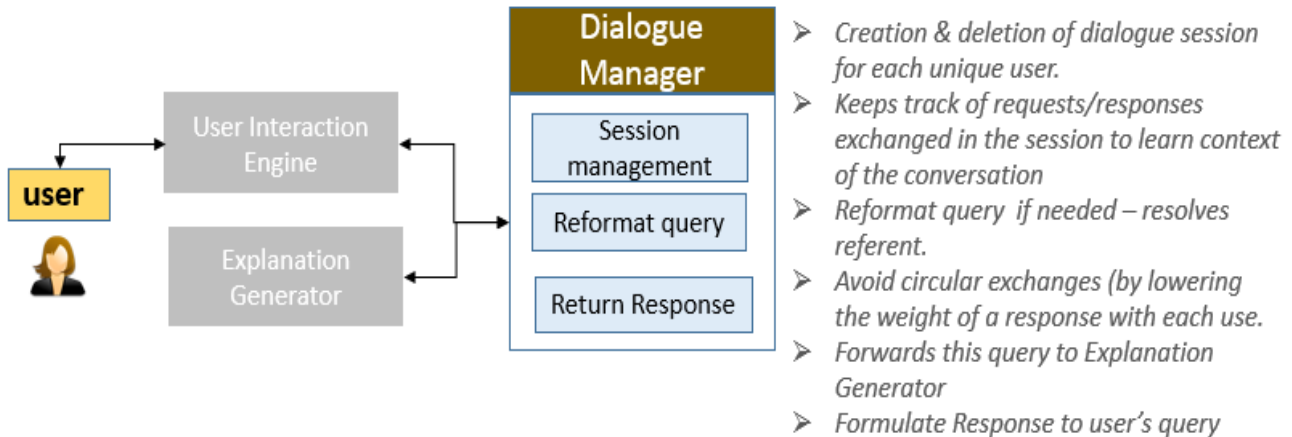 user
User Interaction
Engine
Explanation
Generator
Dialogue
Manager
Session
management
Reformat query
Return Response
➢ Creation & deletion of dialogue session
for each unique user.
➢ Keeps track of requests/responses
exchanged in the session to learn context
of the conversation
➢ Reformat query if needed – resolves
referent.
➢ Avoid circular exchanges (by lowering
the weight of a response with each use.
➢ Forwards this query to Explanation
Generator
➢ Formulate Response to user's query